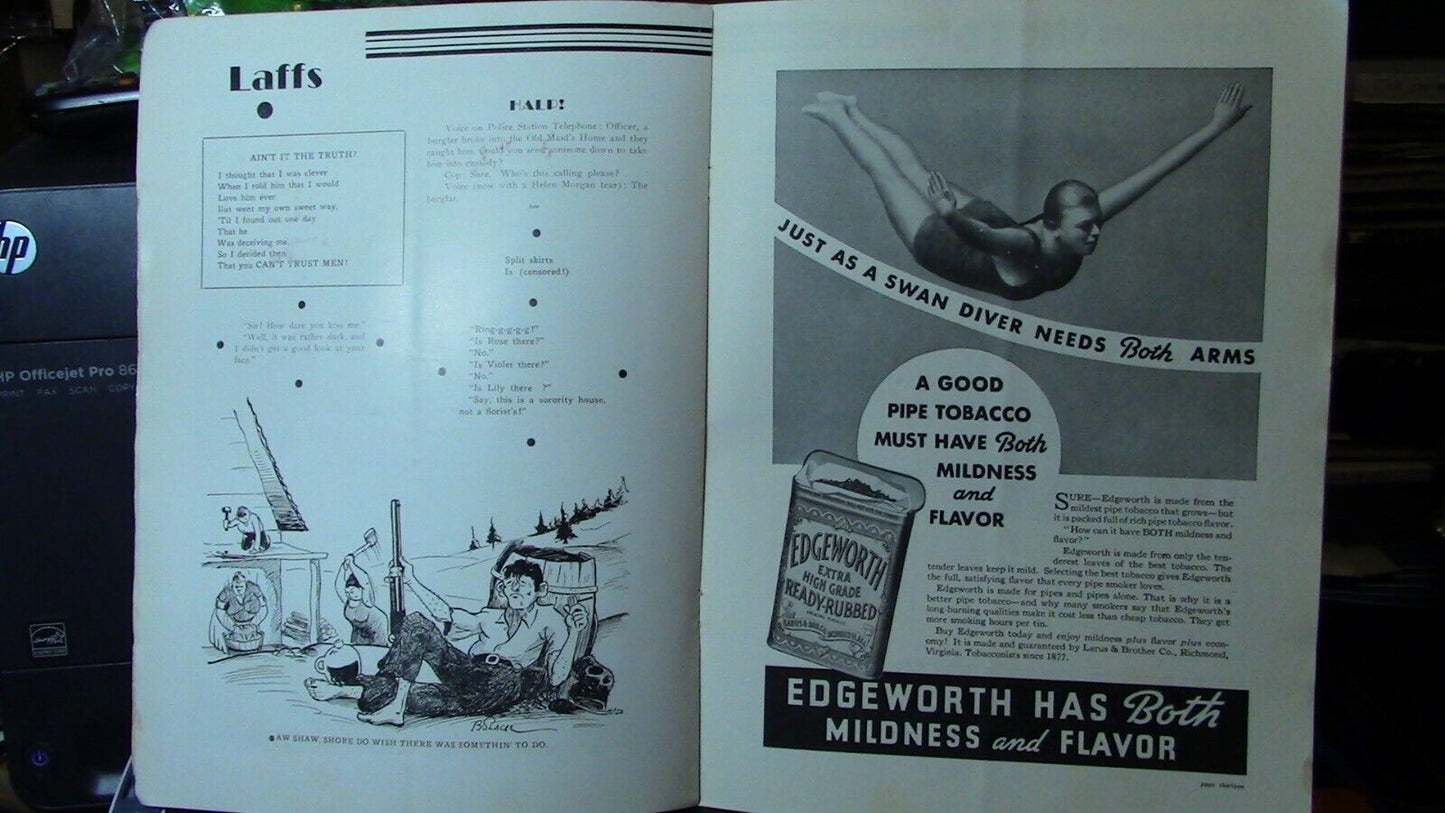 Laffs
AIN'T IT THE TRUTH?
I thought that I was clever
When I told him that I would
Love him ever
But went my own sweet way.
'Til I found out one day
That he
Was deceiving me.
So I decided then
That you CAN'T TRUST MEN!
"Sir! How dare you kiss me."
"Well, it was rather dark, and
I didn't get a good look at your
face."
HALP!
Voice on Police Station Telephone: Officer, a
burglar broke into the Old Maid's Home and they
caught him. Could you send someone down to take
him into custody?
Cop: Sure. Who's this calling please?
Voice (now with a Helen Morgan tear): The
burglar.
Split skirts
Is (censored!)
"Ring-g-g-g-g!"
"Is Rose there?"
"No."
"Is Violet there?"
"No."
"Is Lily there ?"
"Say, this is a sorority house,
not a florist's!"
AW SHAW, SHORE DO WISH THERE WAS SOMETHIN' TO DO.
JUST AS A SWAN DIVER NEEDS Both ARMS
A GOOD
PIPE TOBACCO
MUST HAVE Both
MILDNESS
and
FLAVOR
EDGEWORTH
EXTRA
HIGH GRADE
READY-RUBBED
SURE—Edgeworth is made from the
mildest pipe tobacco that grows—but
it is packed full of rich pipe tobacco flavor.
"How can it have BOTH mildness and
flavor?"
Edgeworth is made from only the ten-
derest leaves of the best tobacco. The
tender leaves keep it mild. Selecting the best tobacco gives Edgeworth
the full, satisfying flavor that every pipe smoker loves.
Edgeworth is made for pipes and pipes alone. That is why it is a
better pipe tobacco—and why many smokers say that Edgeworth's
long-burning qualities make it cost less than cheap tobacco. They get
more smoking hours per tin.
Buy Edgeworth today and enjoy mildness plus flavor plus econ-
omy! It is made and guaranteed by Larus & Brother Co., Richmond,
Virginia. Tobacconists since 1877.
EDGEWORTH HAS Both
MILDNESS and FLAVOR
page thirteen
hp
HP Officejet Pro 86
PRINT FAX SCAN COPY